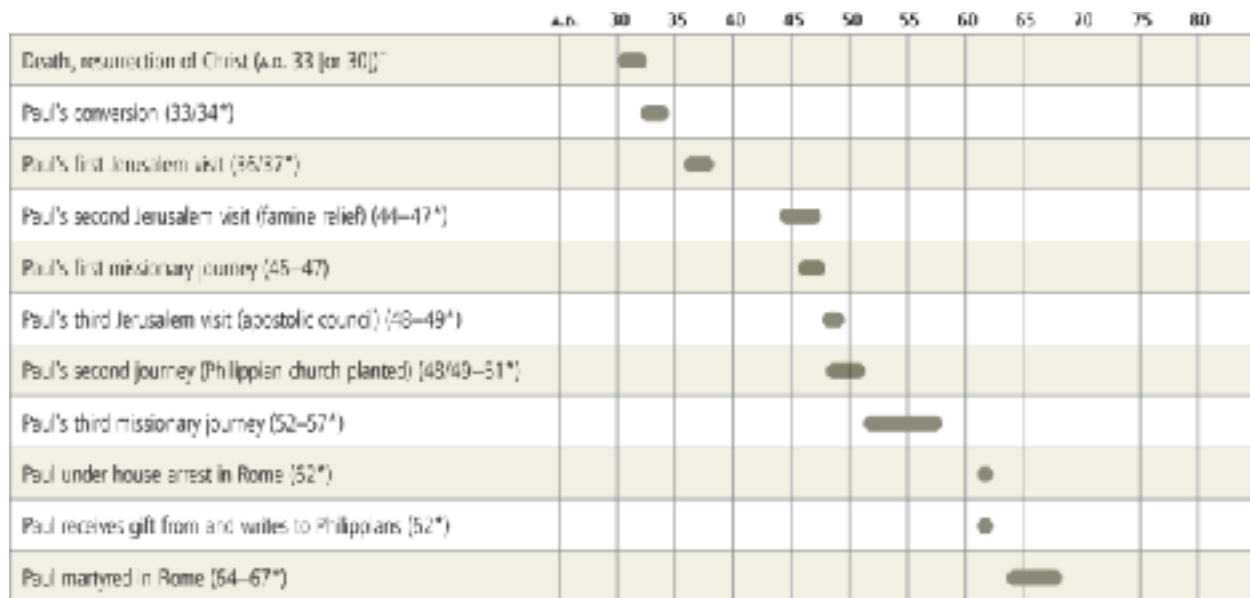 A.D. 30 35 40 45 50 55 60 65 70 75 80
Death, resurrection of Christ (A.D. 33 [or 30])*
Paul's conversion (33/34*)
Paul's first Jerusalem visit (36/37*)
Paul's second Jerusalem visit (famine relief) (44–47*)
Paul's first missionary journey (46–47)
Paul's third Jerusalem visit (apostolic council) (48–49*)
Paul's second journey (Philippian church planted) (48/49–51*)
Paul's third missionary journey (52–57*)
Paul under house arrest in Rome (62*)
Paul receives gift from and writes to Philippians (62*)
Paul martyred in Rome (64–67*)